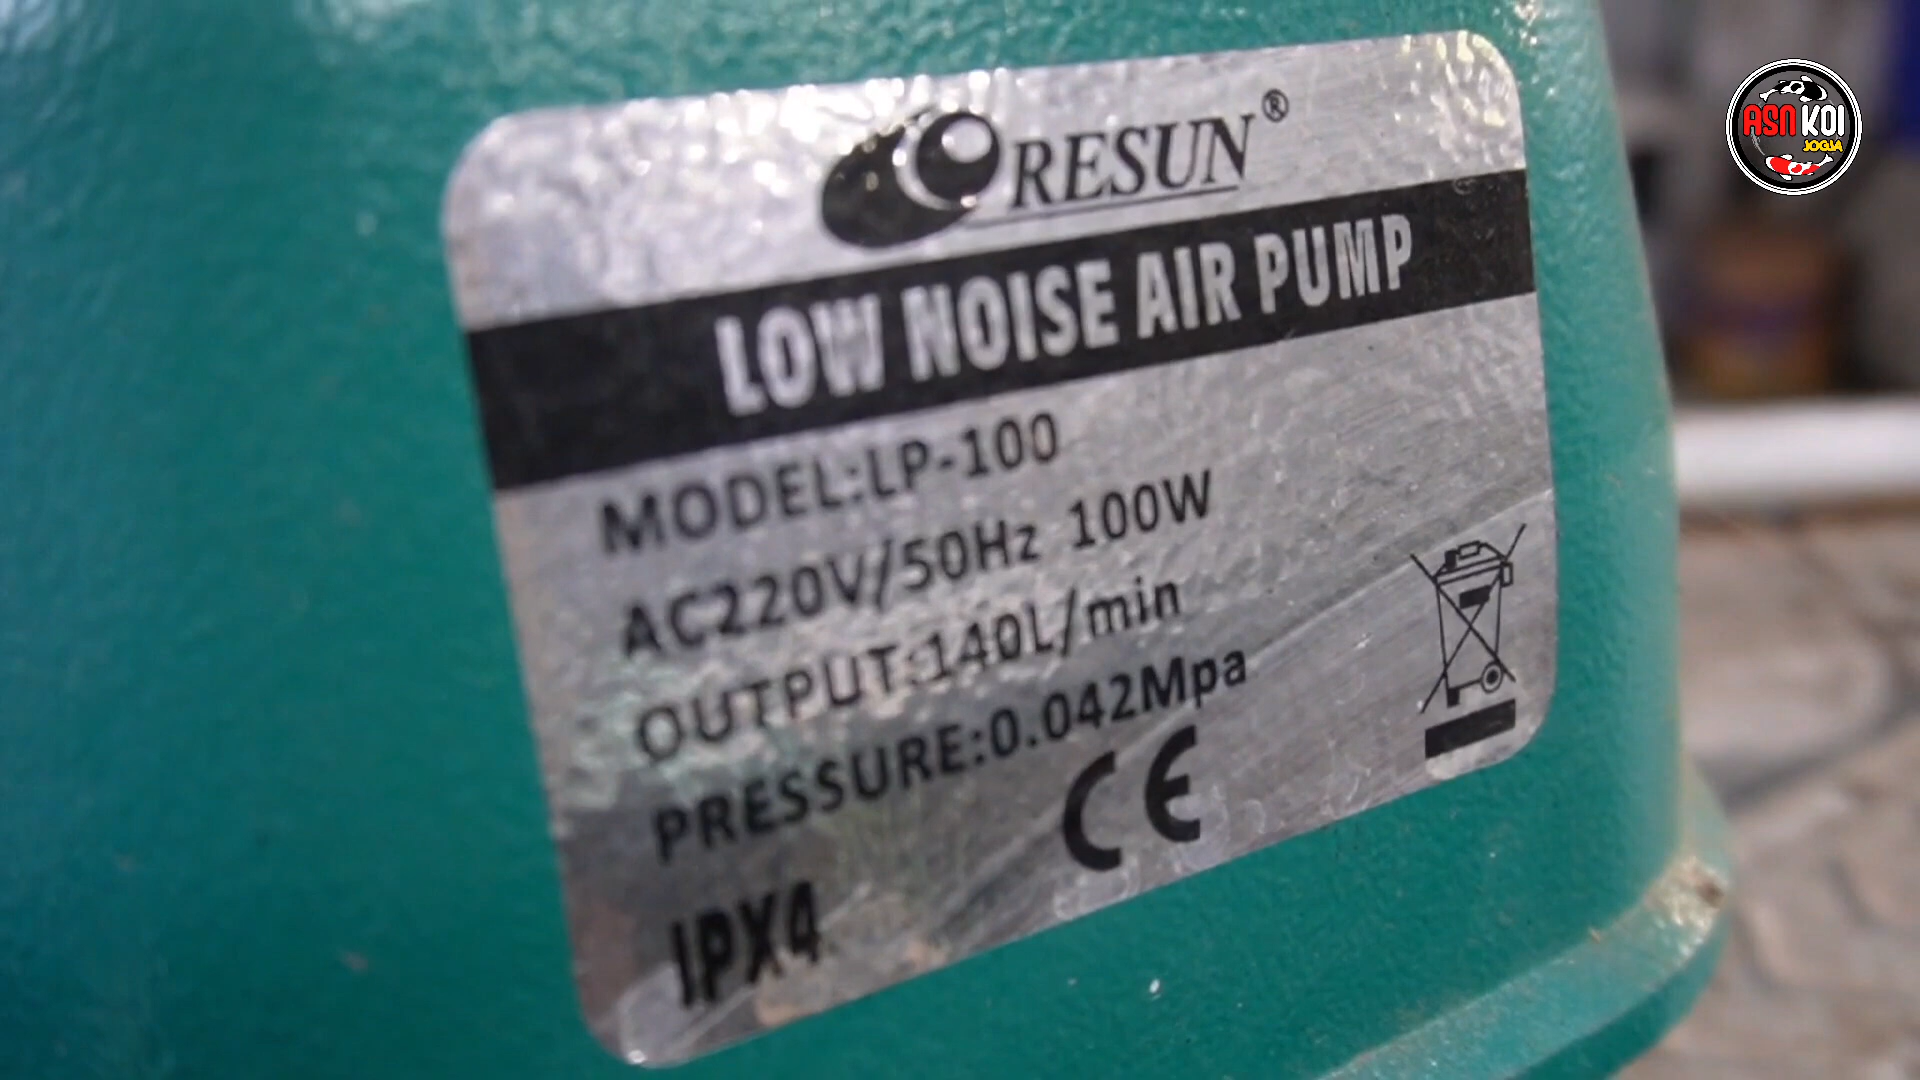 RESUN®
LOW NOISE AIR PUMP
MODEL:LP-100
AC220V/50Hz 100W
OUTPUT:140L/min
PRESSURE:0.042Mpa
CE
IPX4
ASN KOI
JOGJA